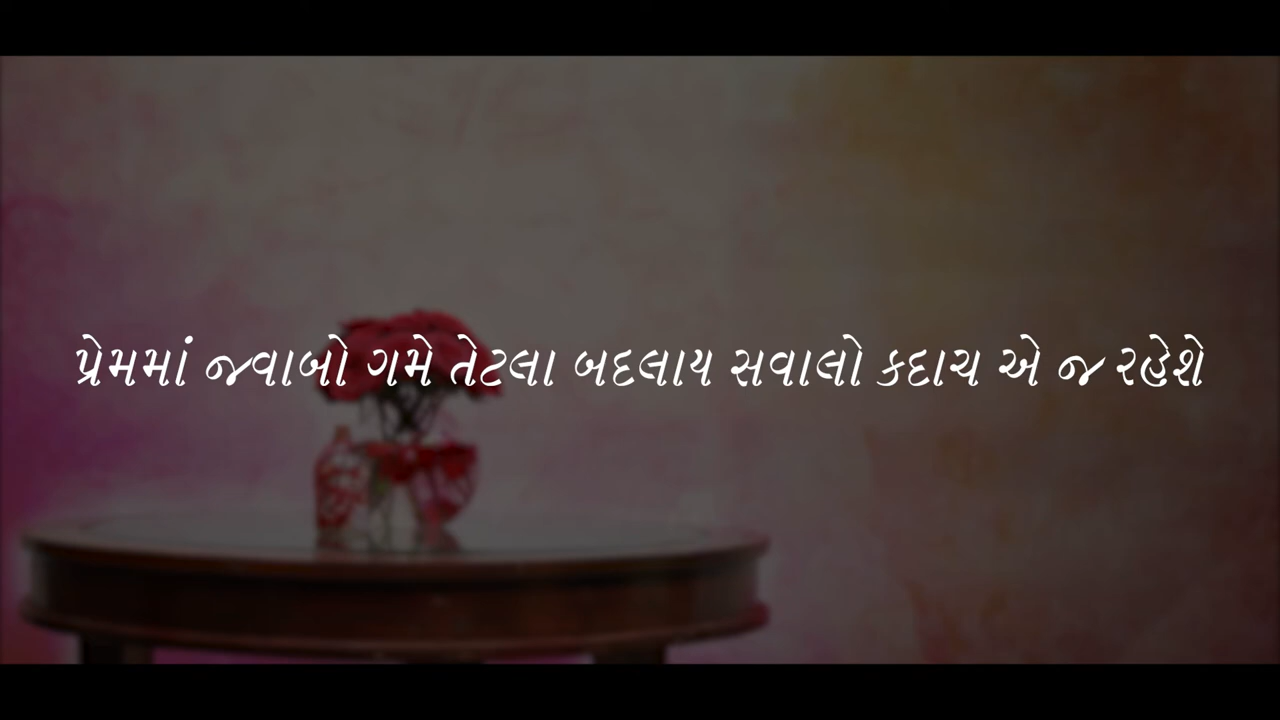 પ્રેમમાં જવાબો ગમે તેટલા બદલાય સવાલો કદાચ એ જ રહેશે